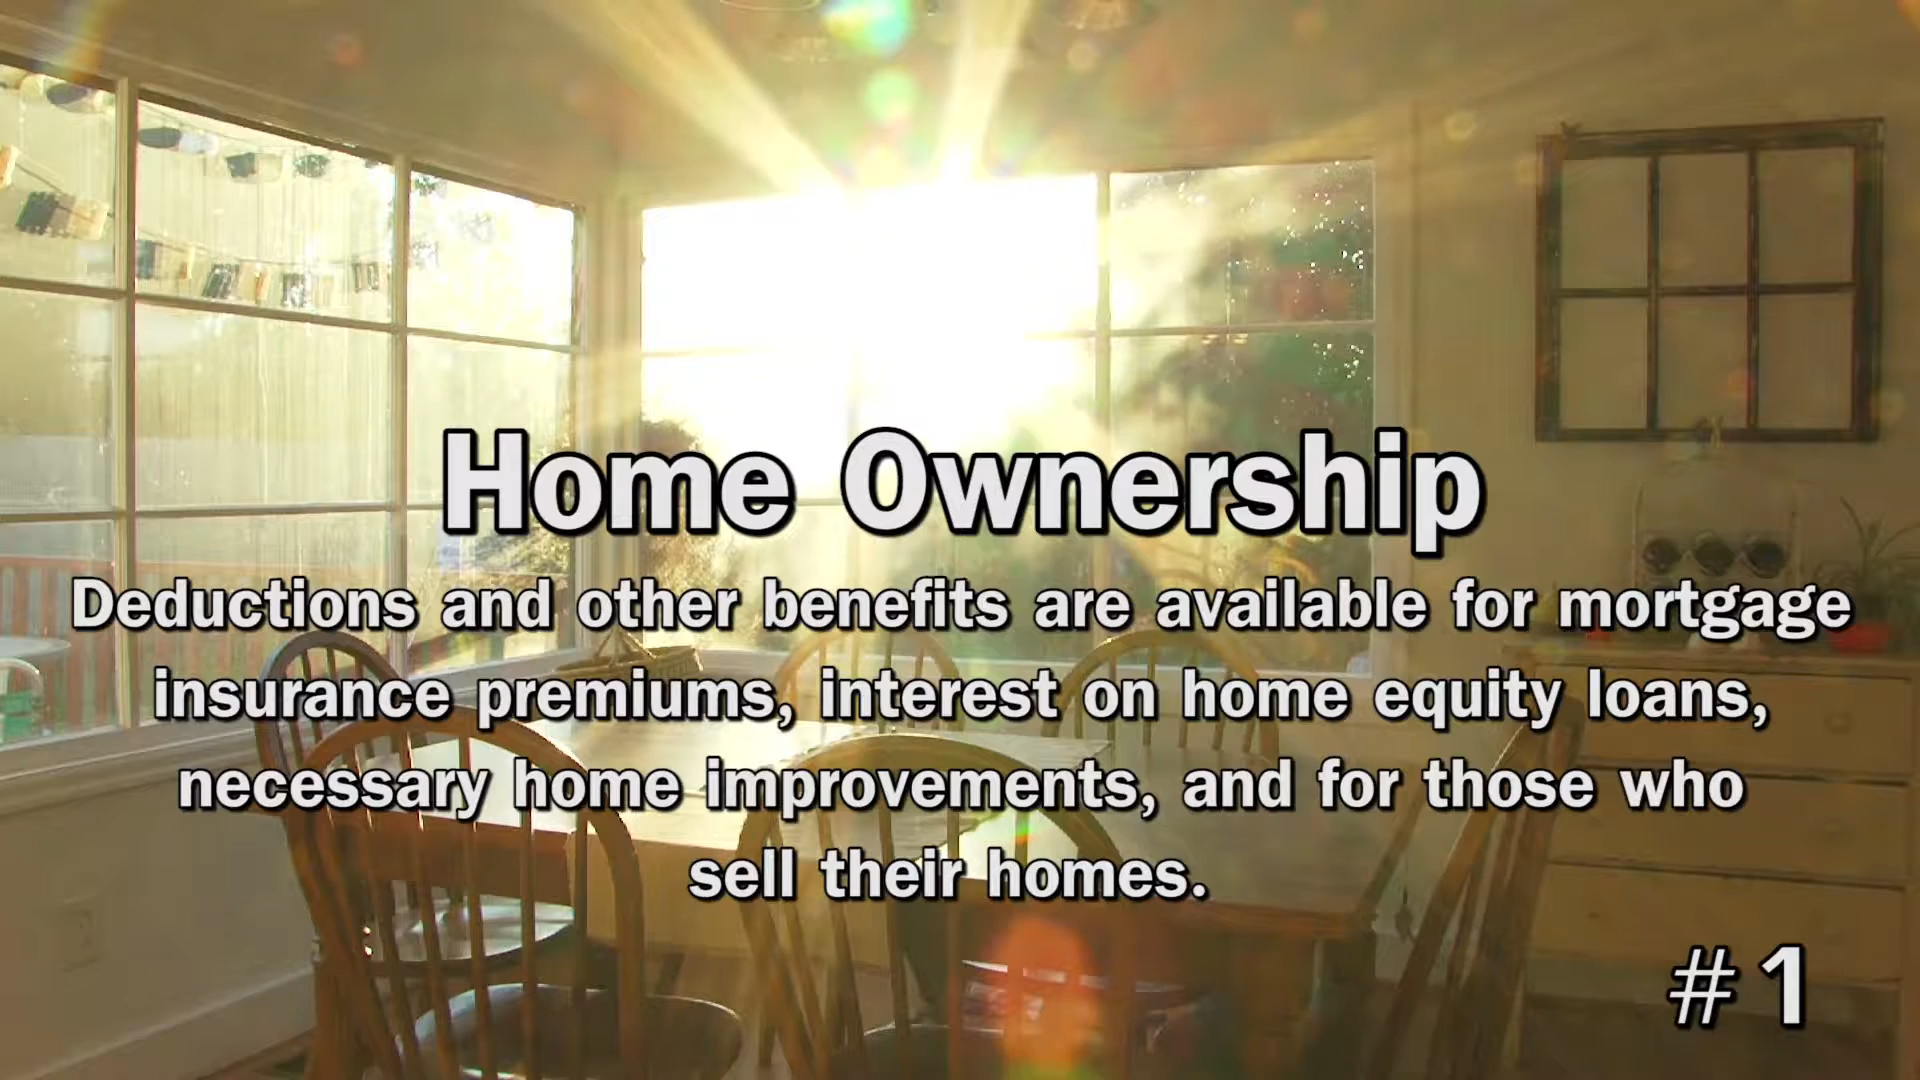 Home Ownership
Deductions and other benefits are available for mortgage
insurance premiums, interest on home equity loans,
necessary home improvements, and for those who
sell their homes.
#1